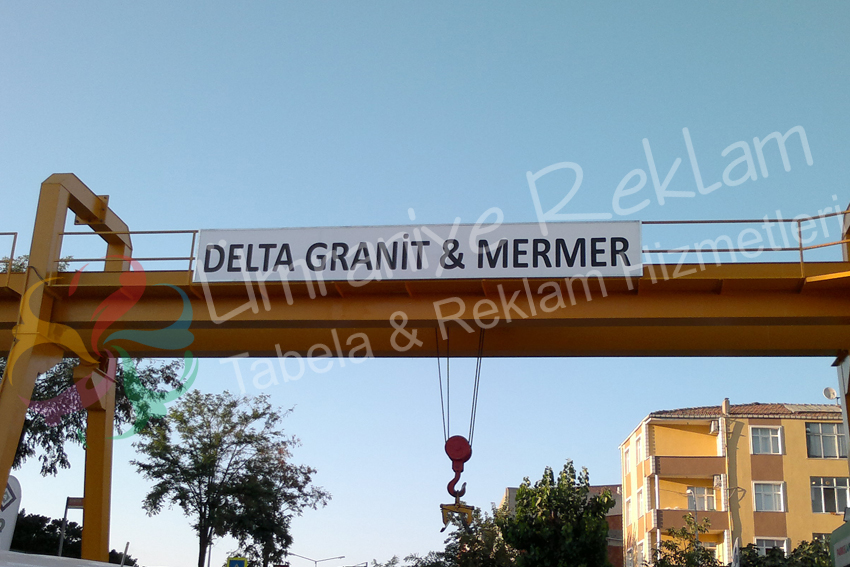 DELTA GRANİT & MERMER
Ümraniye Reklam
Tabela & Reklam Hizmetleri